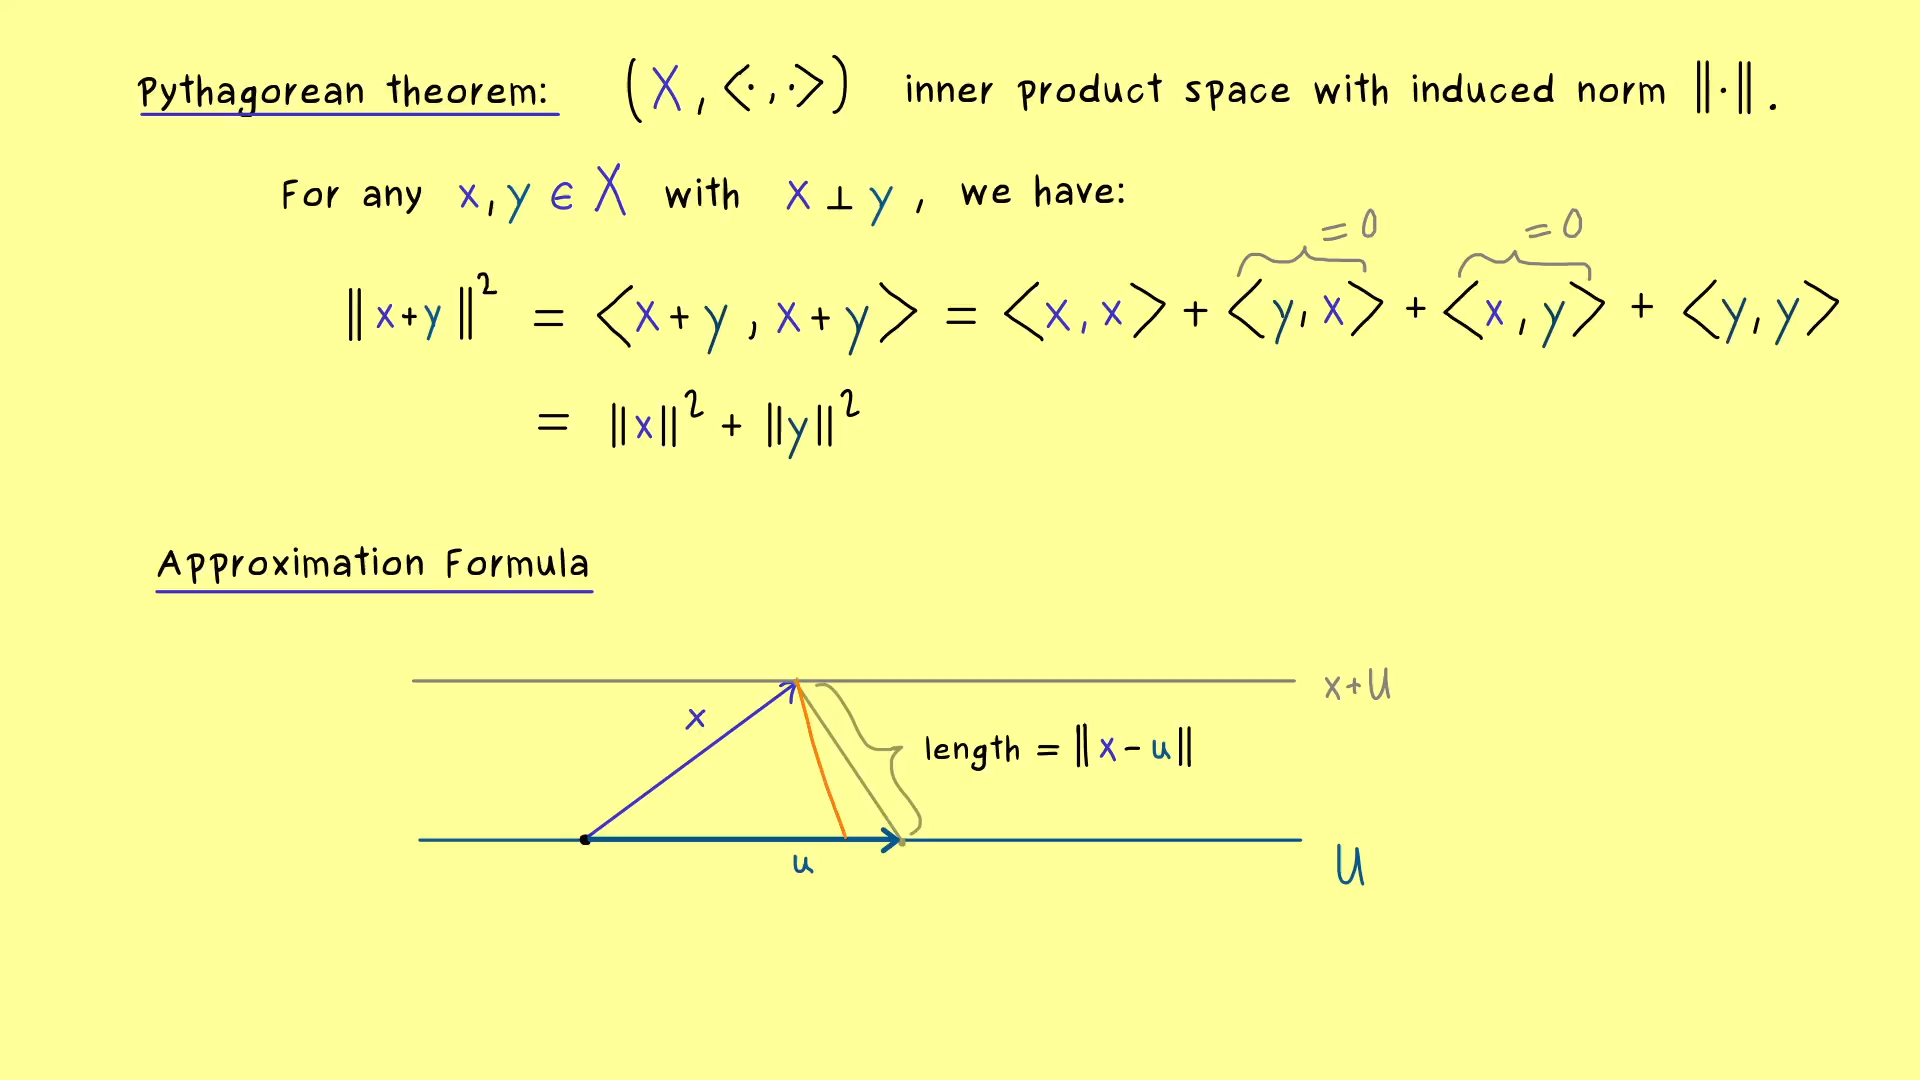 Pythagorean theorem: (X, <·,·>) inner product space with induced norm ‖·‖.
For any x, y ∈ X with x ⊥ y, we have:
= 0 = 0
‖x+y‖² = <x+y, x+y> = <x, x> + <y, x> + <x, y> + <y, y>
= ‖x‖² + ‖y‖²
Approximation Formula
x+U
x
length = ‖x-u‖
u
U